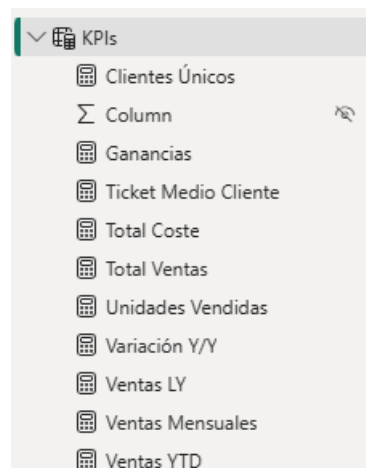 KPIs
Clientes Únicos
Column
Ganancias
Ticket Medio Cliente
Total Coste
Total Ventas
Unidades Vendidas
Variación Y/Y
Ventas LY
Ventas Mensuales
Ventas YTD